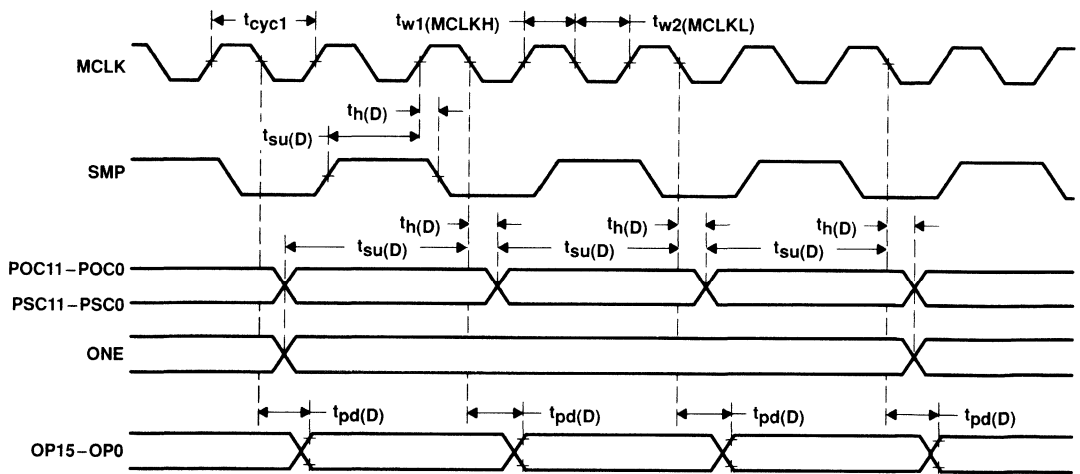 tcyc1
tw1(MCLKH)
tw2(MCLKL)
MCLK
th(D)
tsu(D)
SMP
th(D) th(D) th(D)
tsu(D) tsu(D) tsu(D)
POC11–POC0
PSC11–PSC0
ONE
tpd(D) tpd(D) tpd(D) tpd(D)
OP15–OP0